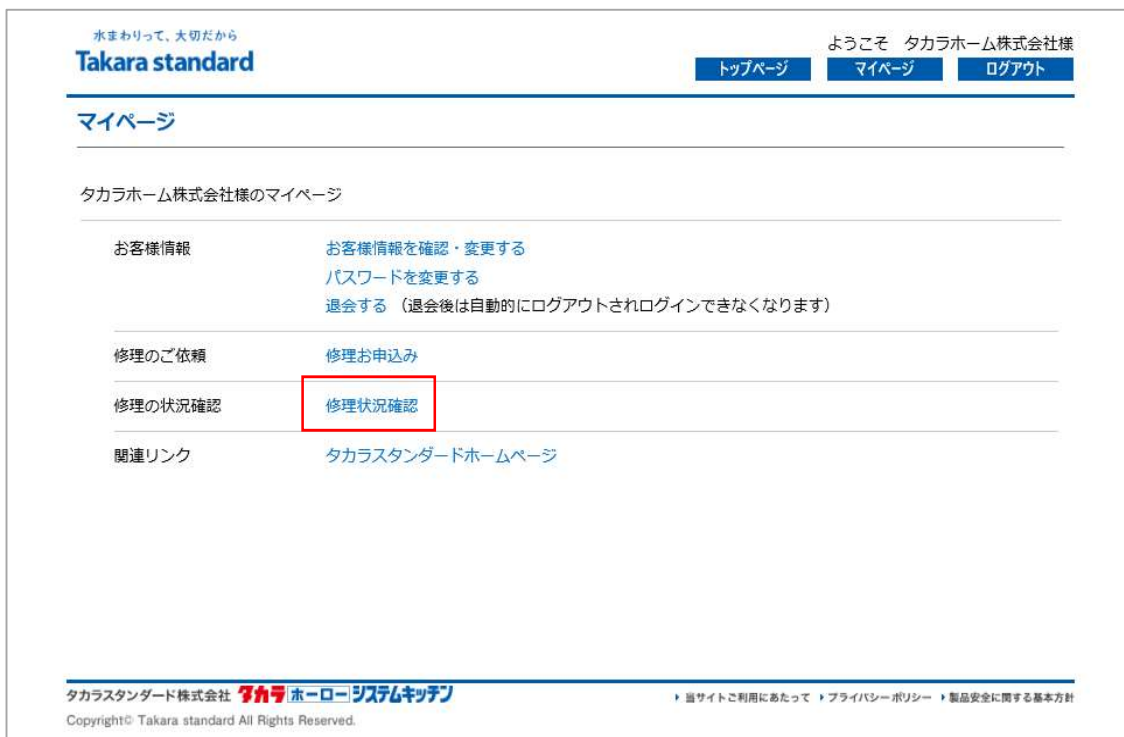 水まわりって、大切だから
Takara standard
ようこそ タカラホーム株式会社様
トップページ マイページ ログアウト
マイページ
タカラホーム株式会社様のマイページ
お客様情報 お客様情報を確認・変更する
パスワードを変更する
退会する (退会後は自動的にログアウトされログインできなくなります)
修理のご依頼 修理お申込み
修理の状況確認 修理状況確認
関連リンク タカラスタンダードホームページ
タカラスタンダード株式会社 タカラ ホーロー システムキッチン
当サイトご利用にあたって プライバシーポリシー 製品安全に関する基本方針
Copyright© Takara standard All Rights Reserved.